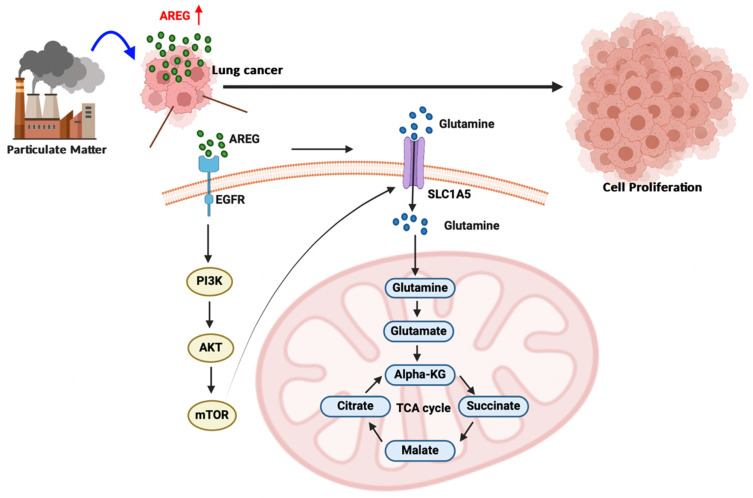 AREG
Lung cancer
Particulate Matter
AREG
Glutamine
Cell Proliferation
EGFR
SLC1A5
Glutamine
PI3K
Glutamine
Glutamate
AKT
Alpha-KG
Citrate
TCA cycle
Succinate
mTOR
Malate